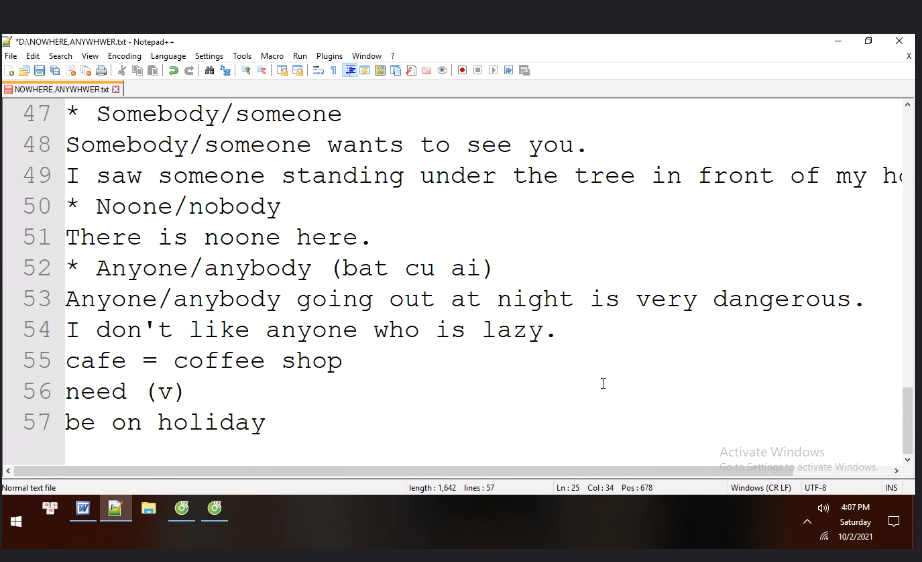 *D:\NOWHERE,ANYWHWER.txt - Notepad++
File Edit Search View Encoding Language Settings Tools Macro Run Plugins Window ? X
NOWHERE,ANYWHWER.txt
47 * Somebody/someone
48 Somebody/someone wants to see you.
49 I saw someone standing under the tree in front of my
50 * Noone/nobody
51 There is noone here.
52 * Anyone/anybody (bat cu ai)
53 Anyone/anybody going out at night is very dangerous.
54 I don't like anyone who is lazy.
55 cafe = coffee shop
56 need (v)
57 be on holiday
Activate Windows
Go to Settings to activate Windows.
Normal text file length : 1,642 lines : 57 Ln : 25 Col : 34 Pos : 678 Windows (CR LF) UTF-8 INS
4:07 PM
Saturday
10/2/2021